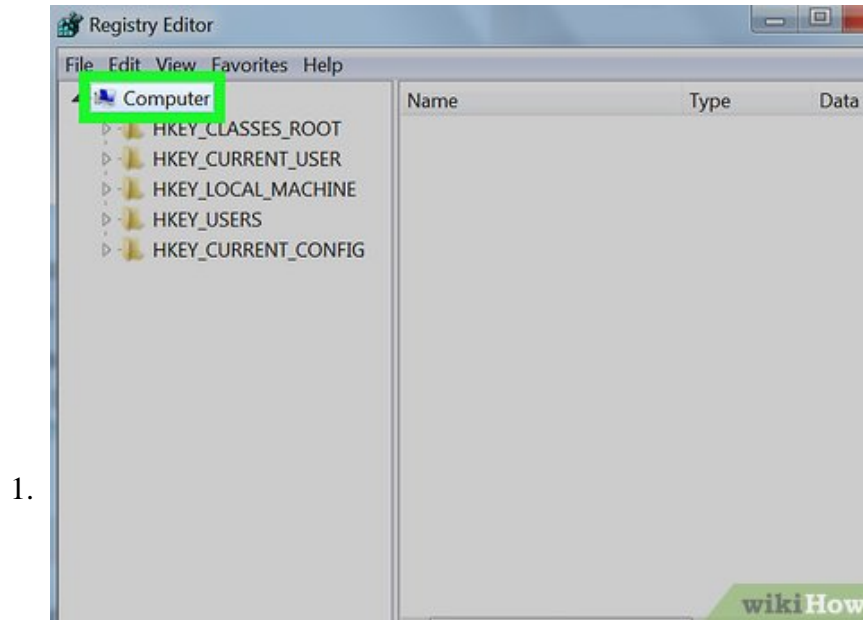 Registry Editor
File Edit View Favorites Help
Computer
Name Type Data
HKEY_CLASSES_ROOT
HKEY_CURRENT_USER
HKEY_LOCAL_MACHINE
HKEY_USERS
HKEY_CURRENT_CONFIG
1.
wikiHow